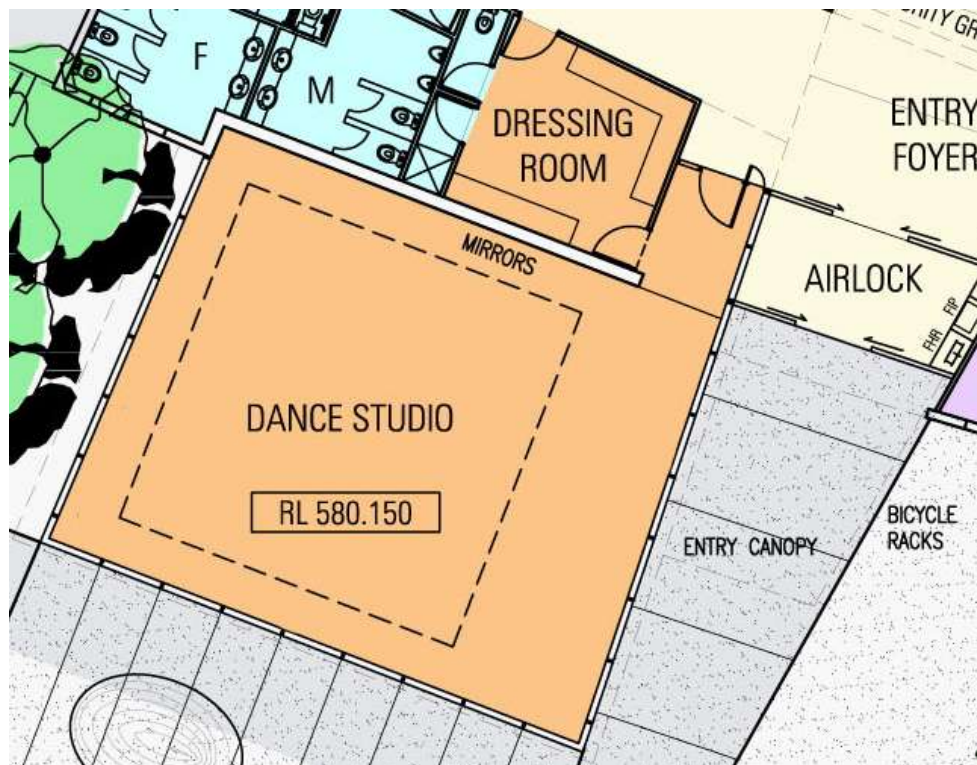 F
M
DRESSING
ROOM
ENTRY
FOYER
MIRRORS
AIRLOCK
FIP
FHR
DANCE STUDIO
RL 580.150
ENTRY CANOPY
BICYCLE
RACKS